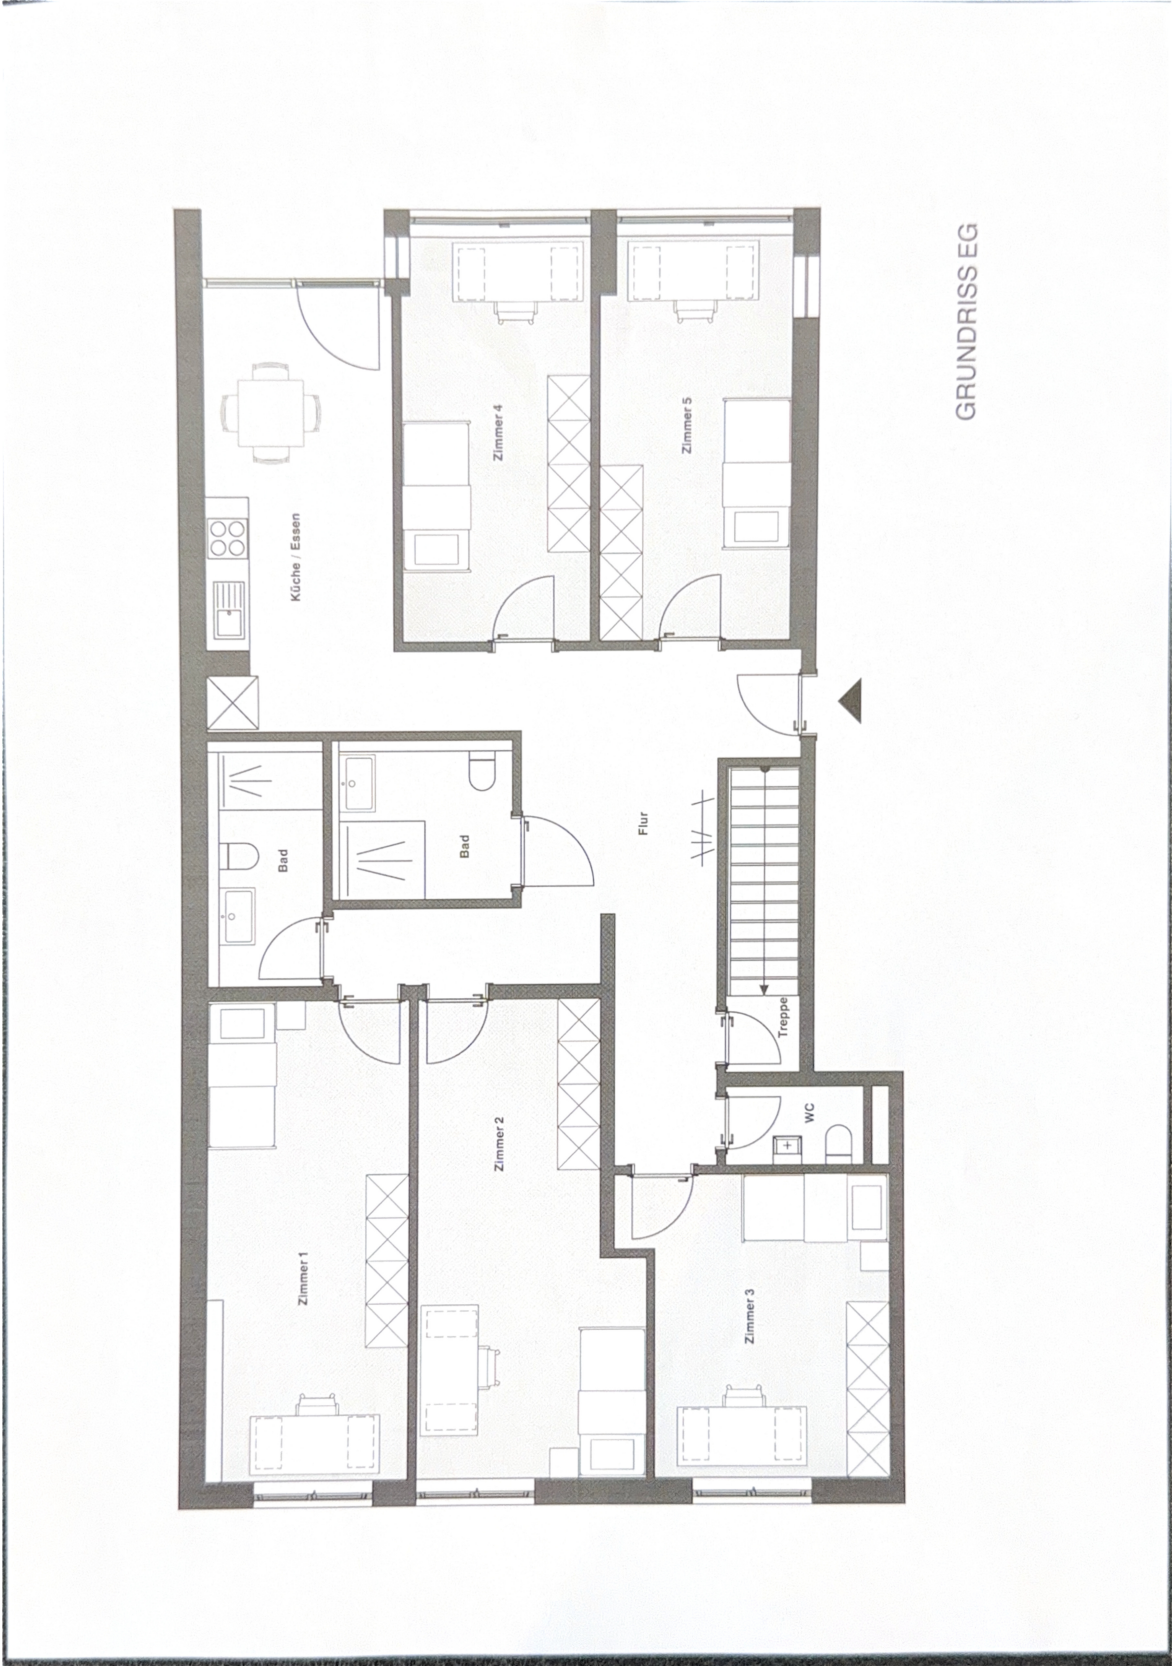 Küche / Essen
Zimmer 4
Zimmer 5
GRUNDRISS EG
Bad
Bad
Flur
Treppe
WC
Zimmer 1
Zimmer 2
Zimmer 3